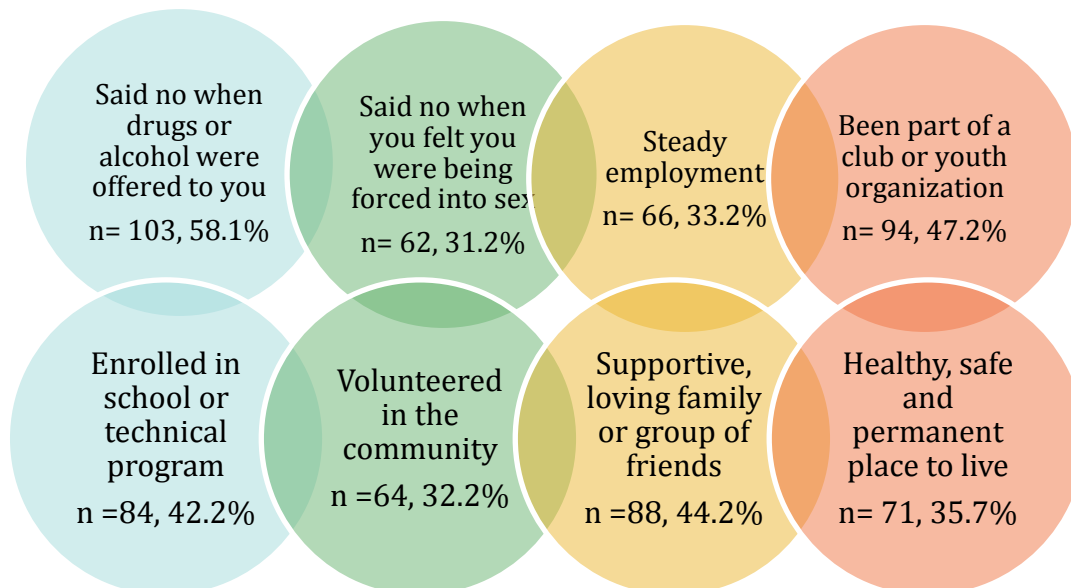 Said no when
drugs or
alcohol were
offered to you
n= 103, 58.1%
Said no when
you felt you
were being
forced into sex
n= 62, 31.2%
Steady
employment
n= 66, 33.2%
Been part of a
club or youth
organization
n= 94, 47.2%
Enrolled in
school or
technical
program
n =84, 42.2%
Volunteered
in the
community
n =64, 32.2%
Supportive,
loving family
or group of
friends
n =88, 44.2%
Healthy, safe
and
permanent
place to live
n= 71, 35.7%